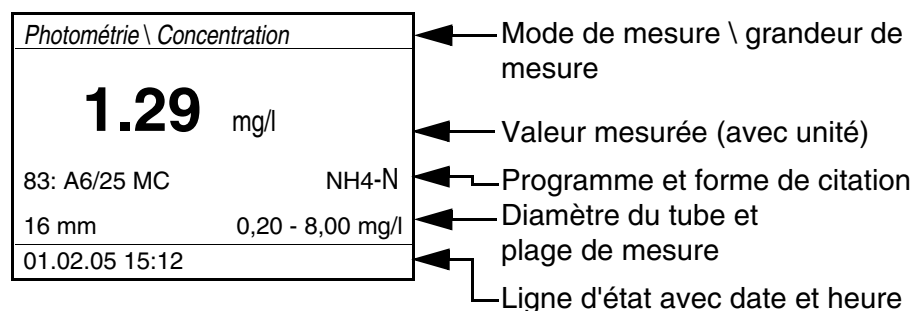 Photométrie \ Concentration
1.29 mg/l
83: A6/25 MC NH4-N
16 mm 0,20 - 8,00 mg/l
01.02.05 15:12
Mode de mesure \ grandeur de
mesure
Valeur mesurée (avec unité)
Programme et forme de citation
Diamètre du tube et
plage de mesure
Ligne d'état avec date et heure